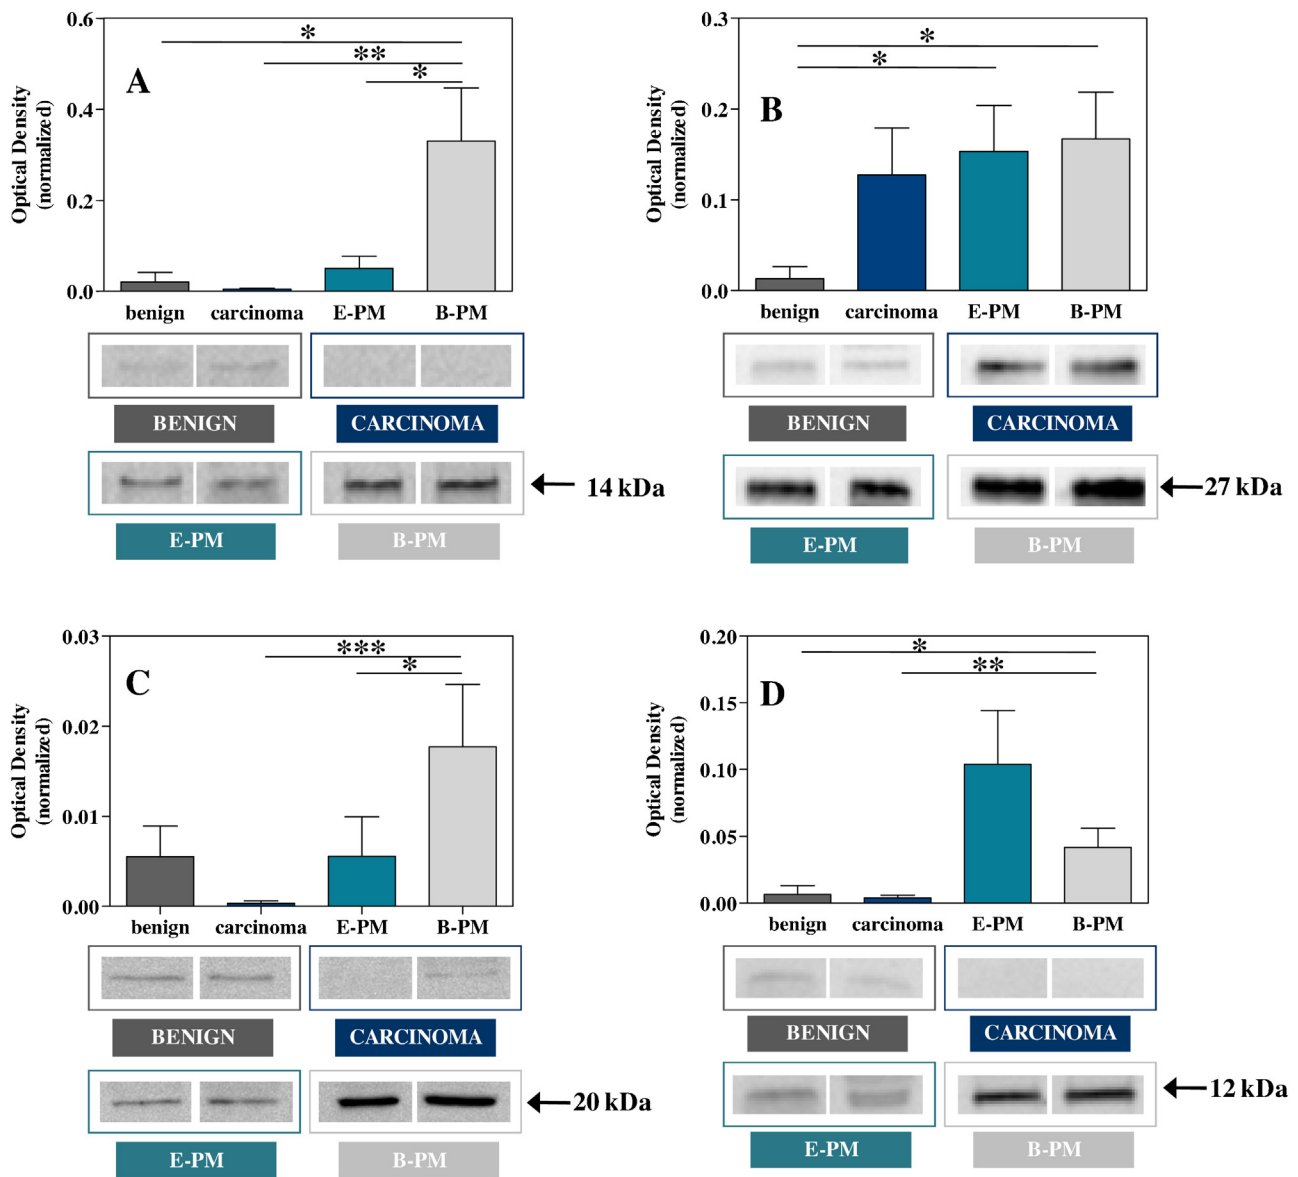 A
Optical Density
(normalized)
0.6
0.4
0.2
0.0
*
**
*
benign carcinoma E-PM B-PM
BENIGN CARCINOMA
14 kDa
E-PM B-PM
B
Optical Density
(normalized)
0.3
0.2
0.1
0.0
*
*
benign carcinoma E-PM B-PM
BENIGN CARCINOMA
27 kDa
E-PM B-PM
C
Optical Density
(normalized)
0.03
0.02
0.01
0.00
***
*
benign carcinoma E-PM B-PM
BENIGN CARCINOMA
20 kDa
E-PM B-PM
D
Optical Density
(normalized)
0.20
0.15
0.10
0.05
0.00
*
**
benign carcinoma E-PM B-PM
BENIGN CARCINOMA
12 kDa
E-PM B-PM